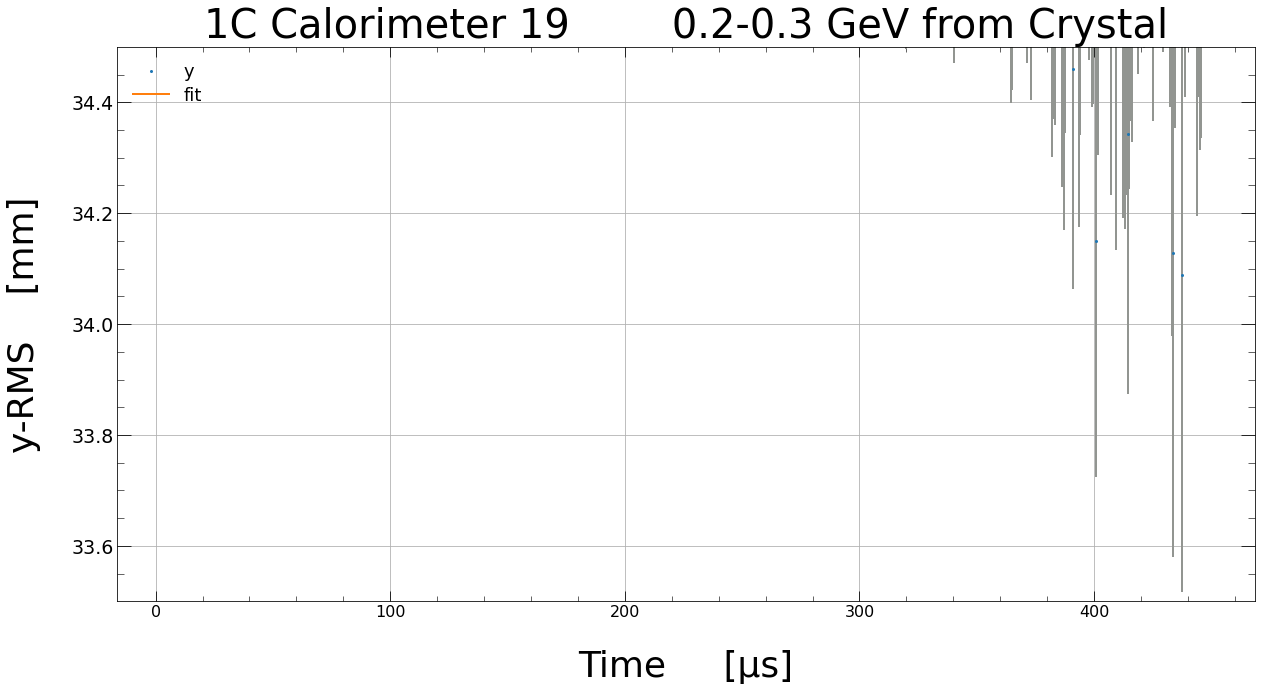 1C Calorimeter 19 0.2-0.3 GeV from Crystal
y
fit
34.4
34.2
34.0
33.8
33.6
y-RMS [mm]
0 100 200 300 400
Time [µs]